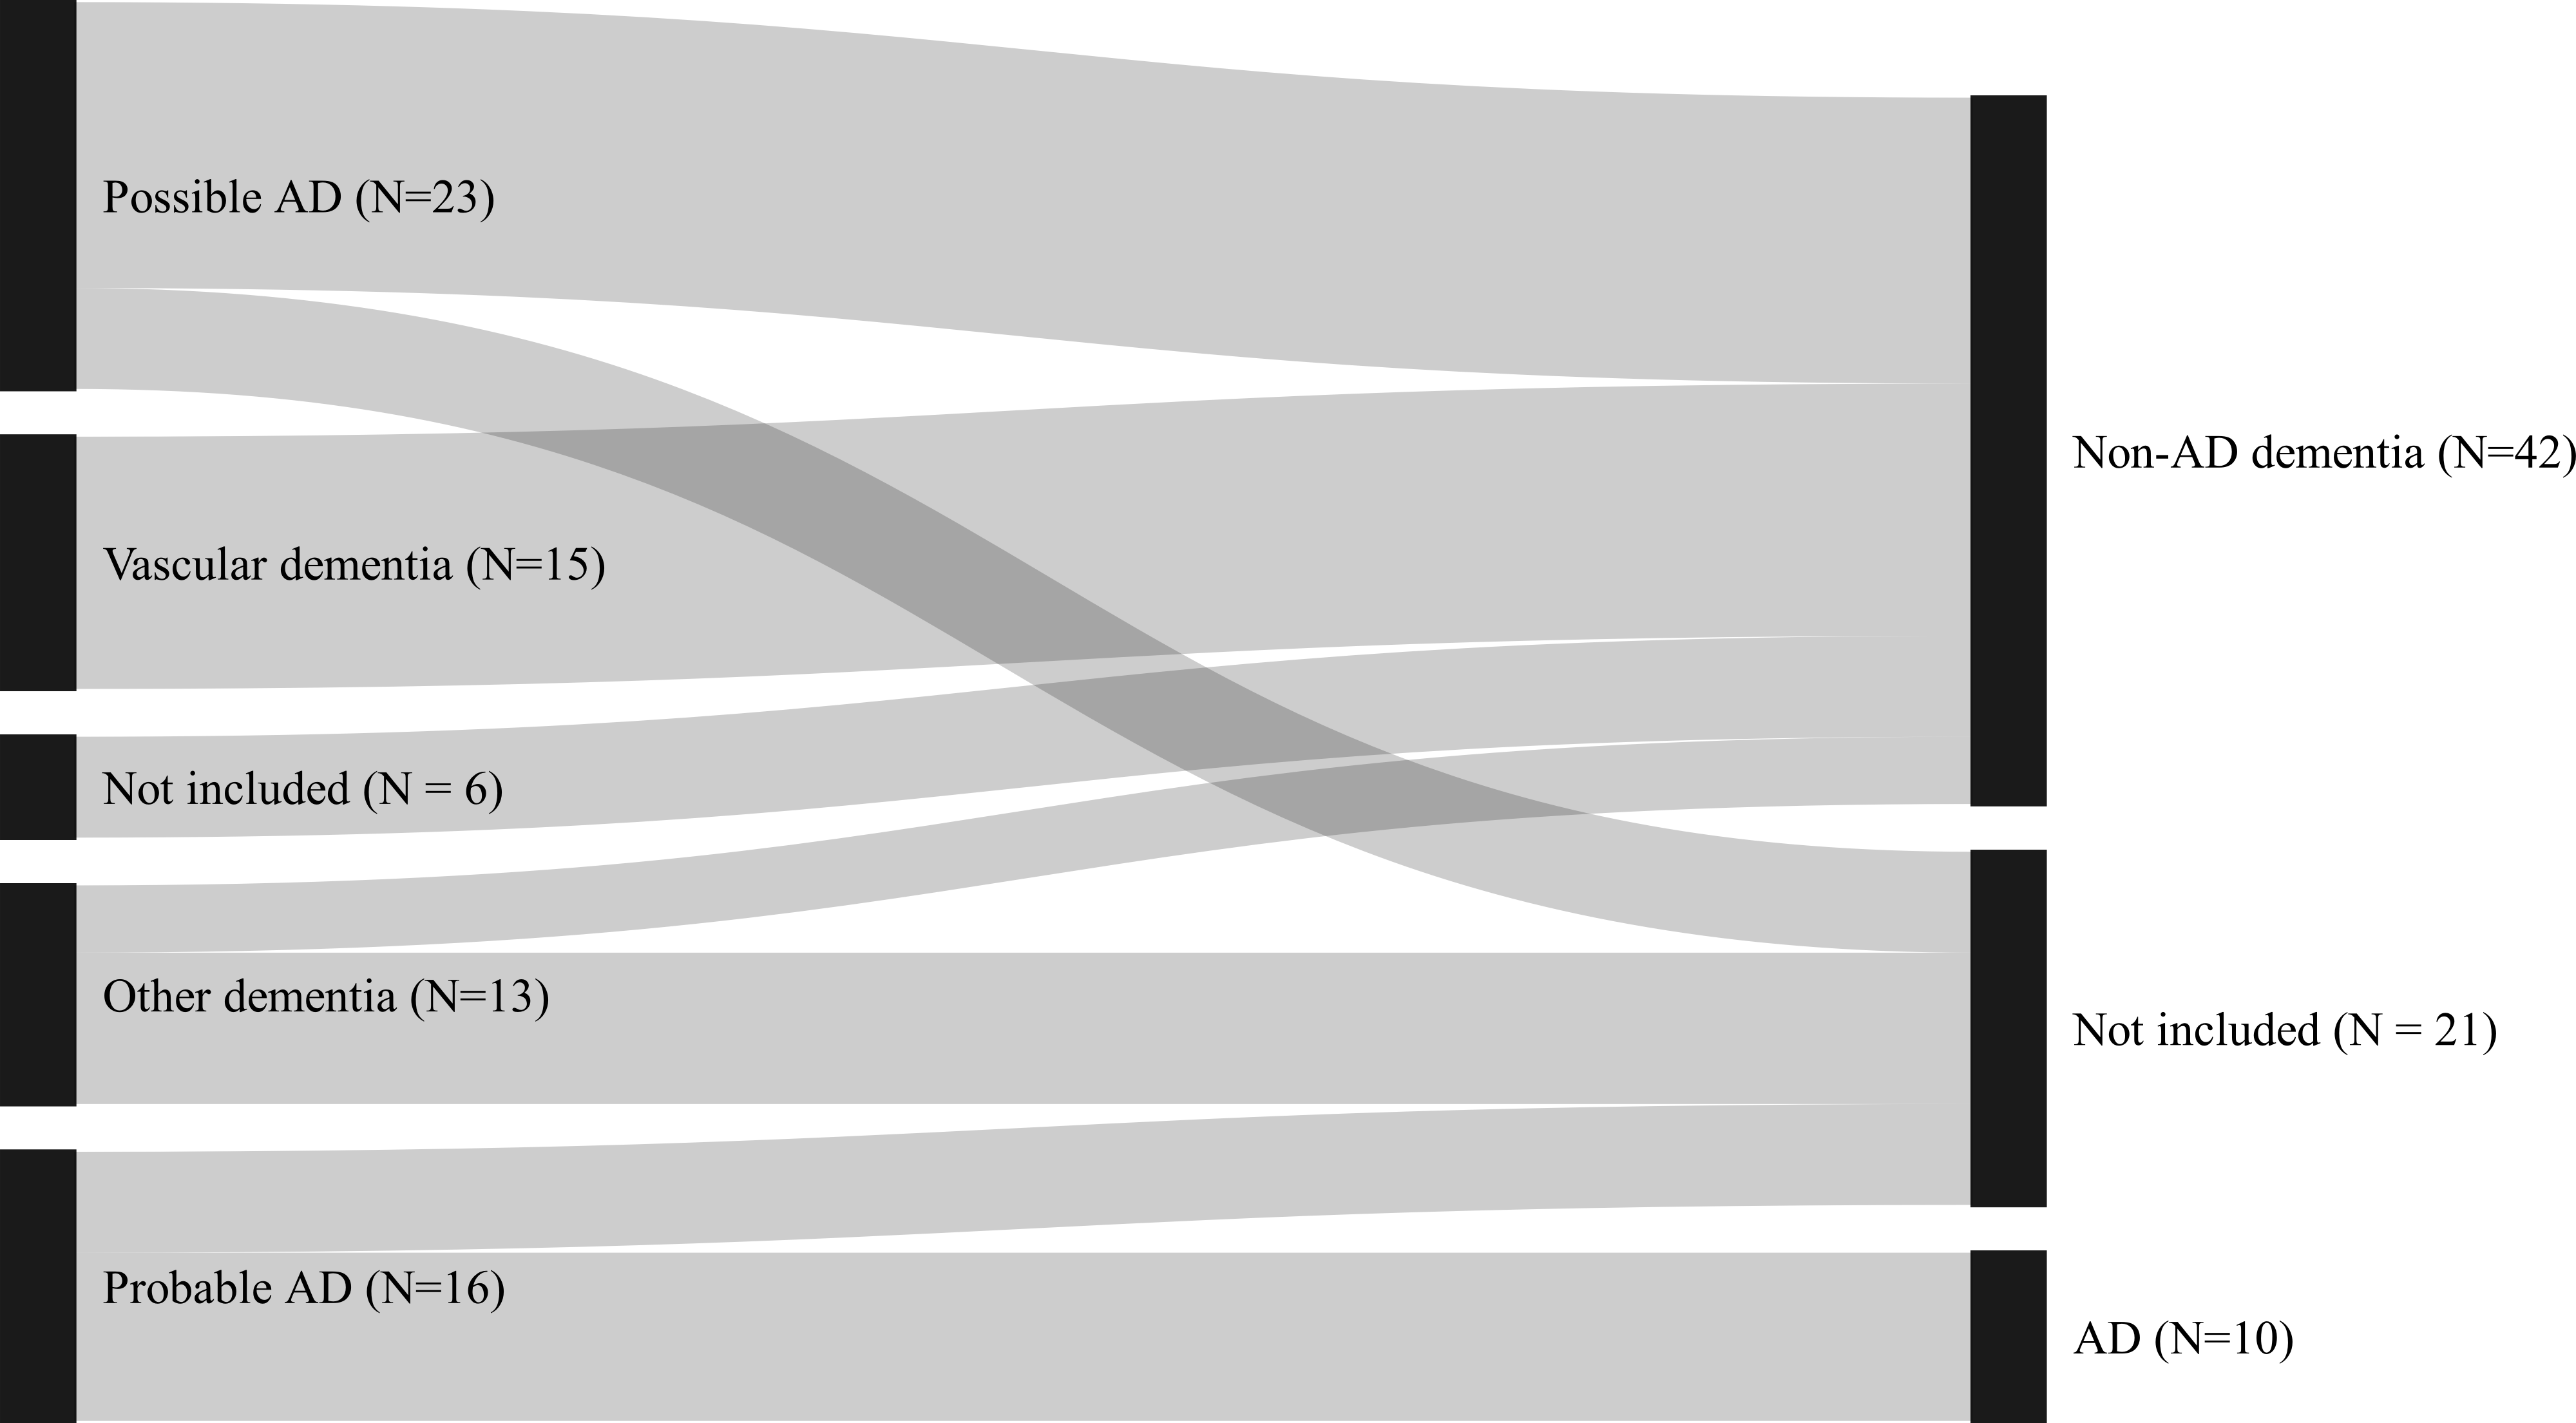 Possible AD (N=23)
Vascular dementia (N=15)
Not included (N = 6)
Other dementia (N=13)
Probable AD (N=16)
Non-AD dementia (N=42)
Not included (N = 21)
AD (N=10)